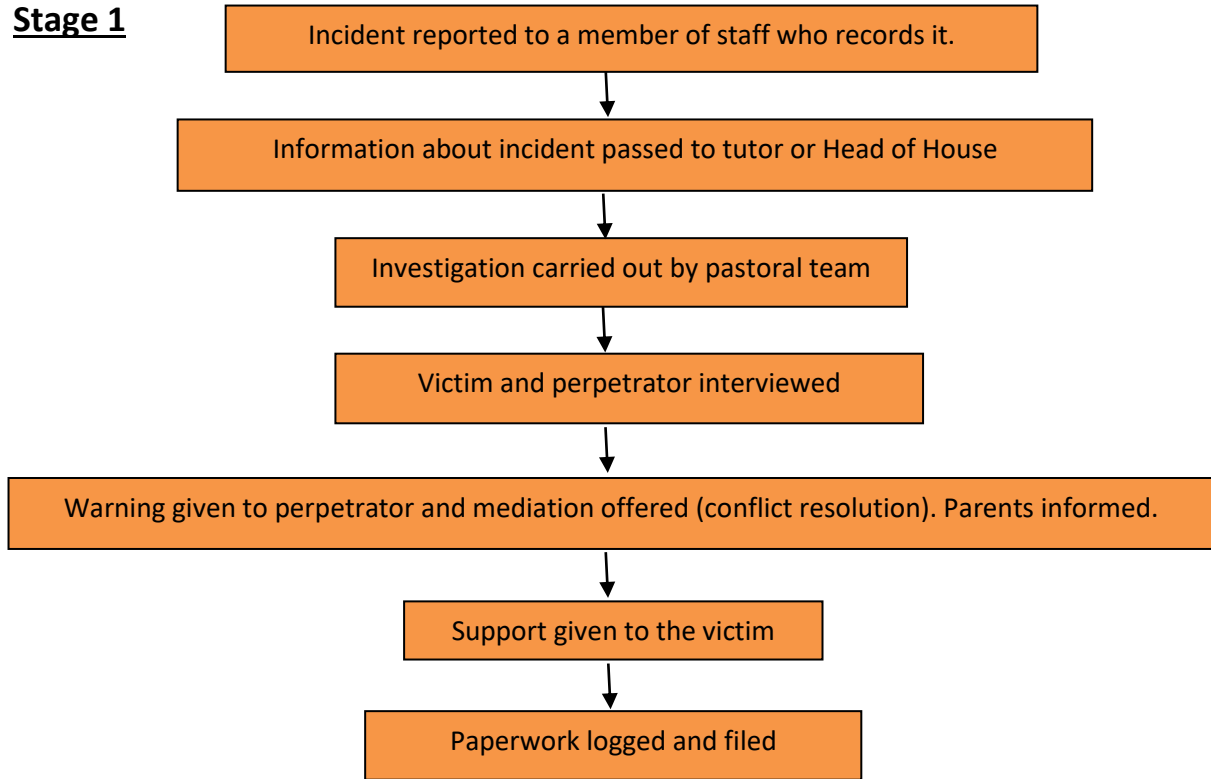 Stage 1
Incident reported to a member of staff who records it.
Information about incident passed to tutor or Head of House
Investigation carried out by pastoral team
Victim and perpetrator interviewed
Warning given to perpetrator and mediation offered (conflict resolution). Parents informed.
Support given to the victim
Paperwork logged and filed